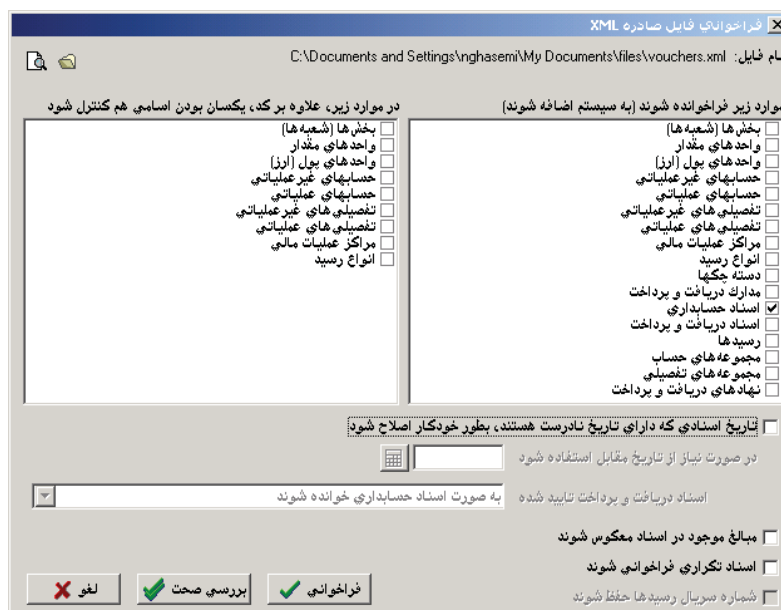 فراخواني فايل صادره XML
نام فايل: C:\Documents and Settings\nghasemi\My Documents\files\vouchers.xml
موارد زير فراخوانده شوند (به سيستم اضافه شوند)
بخش‌ها (شعبه‌ها)
واحدهاي مقدار
واحدهاي پول (ارز)
حسابهاي غيرعملياتي
حسابهاي عملياتي
تفصيلي‌هاي غيرعملياتي
تفصيلي‌هاي عملياتي
مراكز عمليات مالي
انواع رسيد
دسته چكها
مدارك دريافت و پرداخت
اسناد حسابداري
اسناد دريافت و پرداخت
رسيدها
مجموعه‌هاي حساب
مجموعه‌هاي تفصيلي
نهادهاي دريافت و پرداخت
در موارد زير، علاوه بر كد، يكسان بودن اسامي هم كنترل شود
بخش‌ها (شعبه‌ها)
واحدهاي مقدار
واحدهاي پول (ارز)
حسابهاي غيرعملياتي
حسابهاي عملياتي
تفصيلي‌هاي غيرعملياتي
تفصيلي‌هاي عملياتي
مراكز عمليات مالي
انواع رسيد
تاريخ اسنادي كه داراي تاريخ نادرست هستند، بطور خودكار اصلاح شود
در صورت نياز از تاريخ مقابل استفاده شود
اسناد دريافت و پرداخت تاييد شده
به صورت اسناد حسابداري خوانده شوند
مبالغ موجود در اسناد معكوس شوند
اسناد تكراري فراخواني شوند
شماره سريال رسيدها حفظ شوند
فراخواني
بررسي صحت
لغو